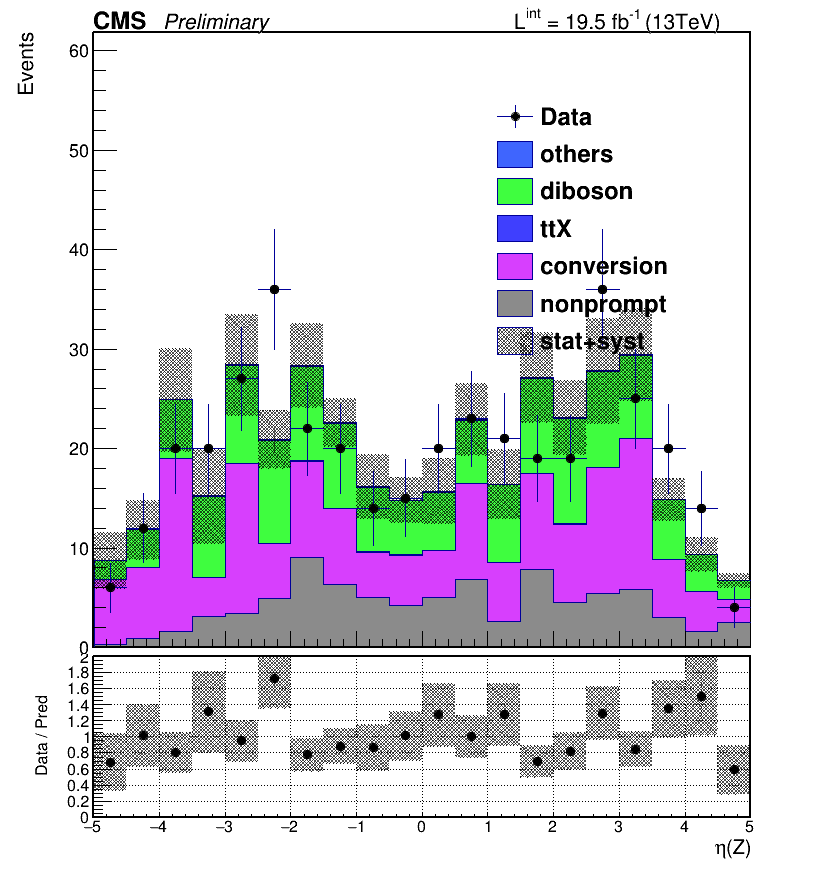 CMS Preliminary L^int = 19.5 fb^-1 (13TeV)
Events
60
50
40
30
20
10
0
Data
others
diboson
ttX
conversion
nonprompt
stat+syst
Data / Pred
2
1.8
1.6
1.4
1.2
1
0.8
0.6
0.4
0.2
0
−5 −4 −3 −2 −1 0 1 2 3 4 5
η(Z)